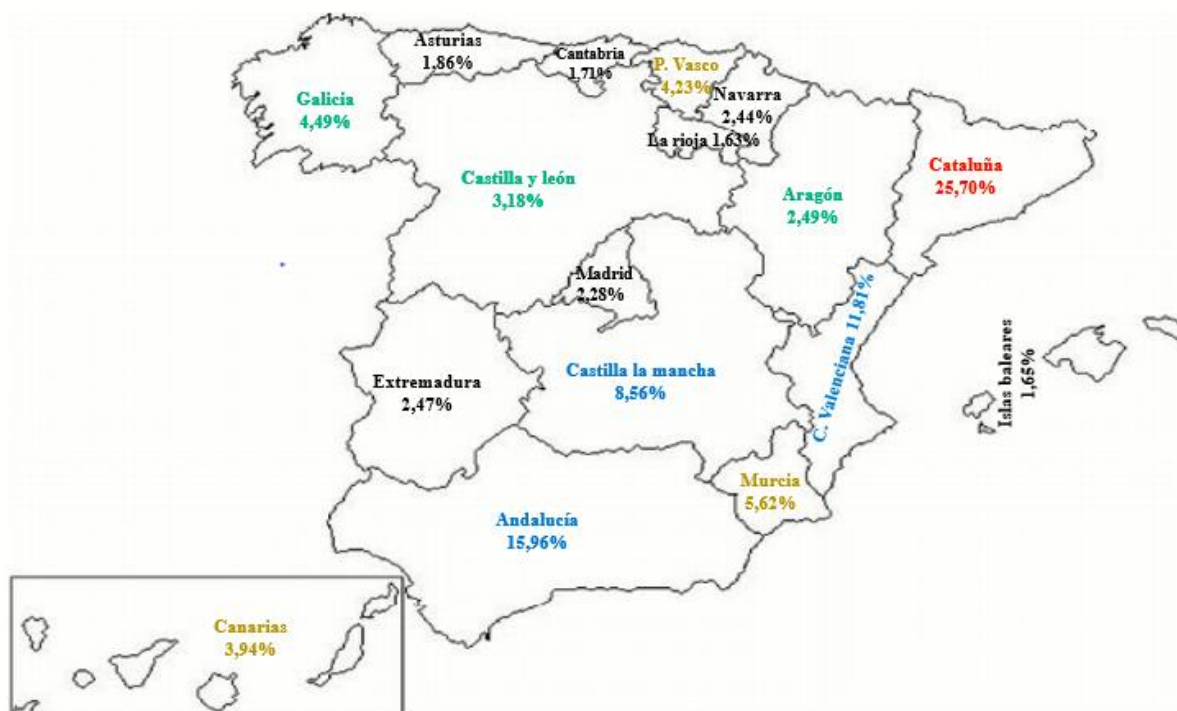 Asturias
1,86%
Cantabria
1,71%
P. Vasco
4,23%
Navarra
2,44%
Galicia
4,49%
La rioja 1,63%
Castilla y león
3,18%
Aragón
2,49%
Cataluña
25,70%
Madrid
2,28%
C. Valenciana 11,81%
Islas baleares
1,65%
Extremadura
2,47%
Castilla la mancha
8,56%
Murcia
5,62%
Andalucía
15,96%
Canarias
3,94%